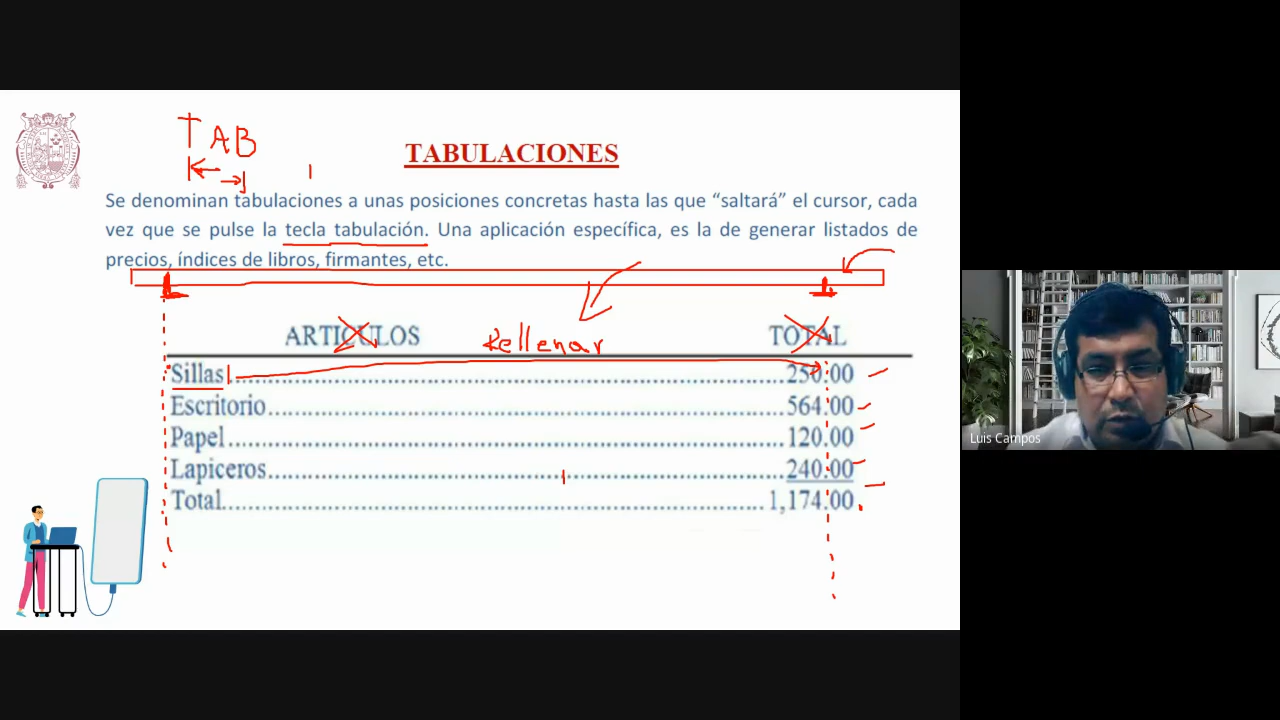 TAB
TABULACIONES
Se denominan tabulaciones a unas posiciones concretas hasta las que “saltará” el cursor, cada
vez que se pulse la tecla tabulación. Una aplicación específica, es la de generar listados de
precios, índices de libros, firmantes, etc.
ARTICULOS TOTAL
Rellenar
Sillas....................250.00
Escritorio....................564.00
Papel....................120.00
Lapiceros....................240.00
Total....................1,174.00
Luis Campos